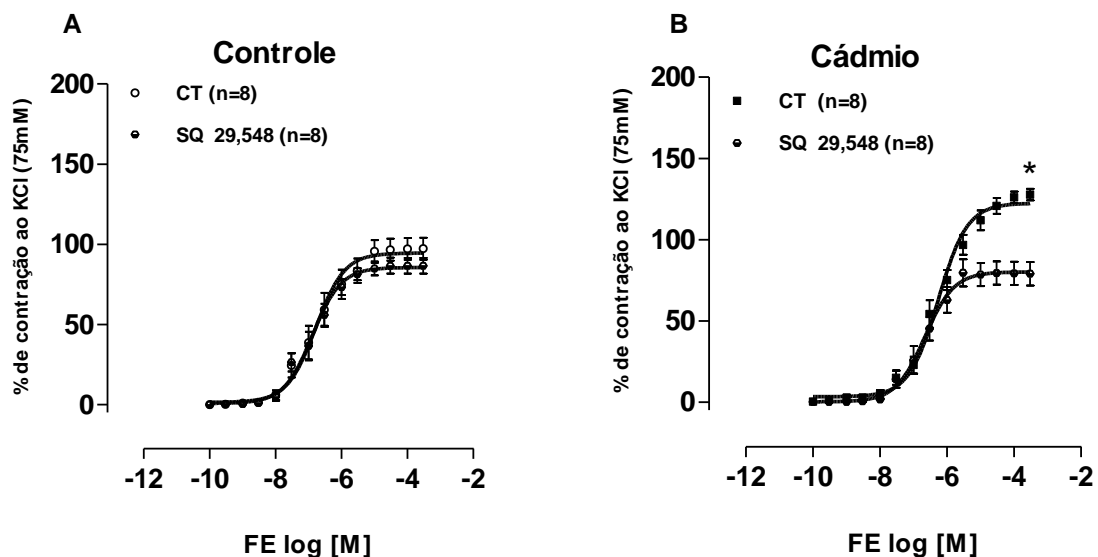 A
Controle
CT (n=8)
SQ 29,548 (n=8)
% de contração ao KCl (75mM)
200
150
100
50
0
-12 -10 -8 -6 -4 -2
FE log [M]
B
Cádmio
CT (n=8)
SQ 29,548 (n=8)
*
% de contração ao KCl (75mM)
200
150
100
50
0
-12 -10 -8 -6 -4 -2
FE log [M]